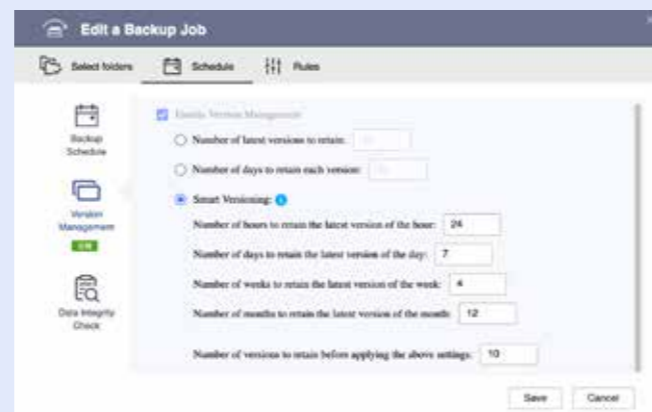 Edit a Backup Job
Select folders
Schedule
Rules
Backup
Schedule
Version
Management
ON
Data Integrity
Check
Enable Version Management
Number of latest versions to retain:
Number of days to retain each version:
Smart Versioning:
Number of hours to retain the latest version of the hour: 24
Number of days to retain the latest version of the day: 7
Number of weeks to retain the latest version of the week: 4
Number of months to retain the latest version of the month: 12
Number of versions to retain before applying the above settings: 10
Save
Cancel